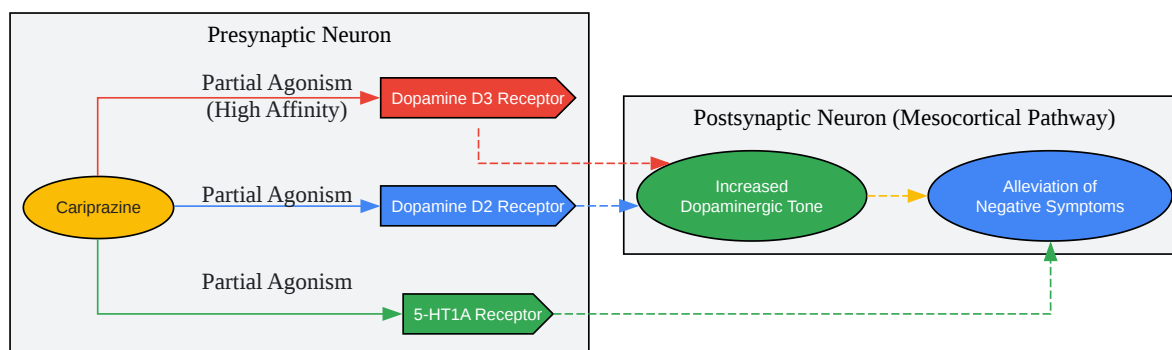 Presynaptic Neuron
Partial Agonism
(High Affinity)
Dopamine D3 Receptor
Cariprazine
Partial Agonism
Dopamine D2 Receptor
Partial Agonism
5-HT1A Receptor
Postsynaptic Neuron (Mesocortical Pathway)
Increased
Dopaminergic Tone
Alleviation of
Negative Symptoms